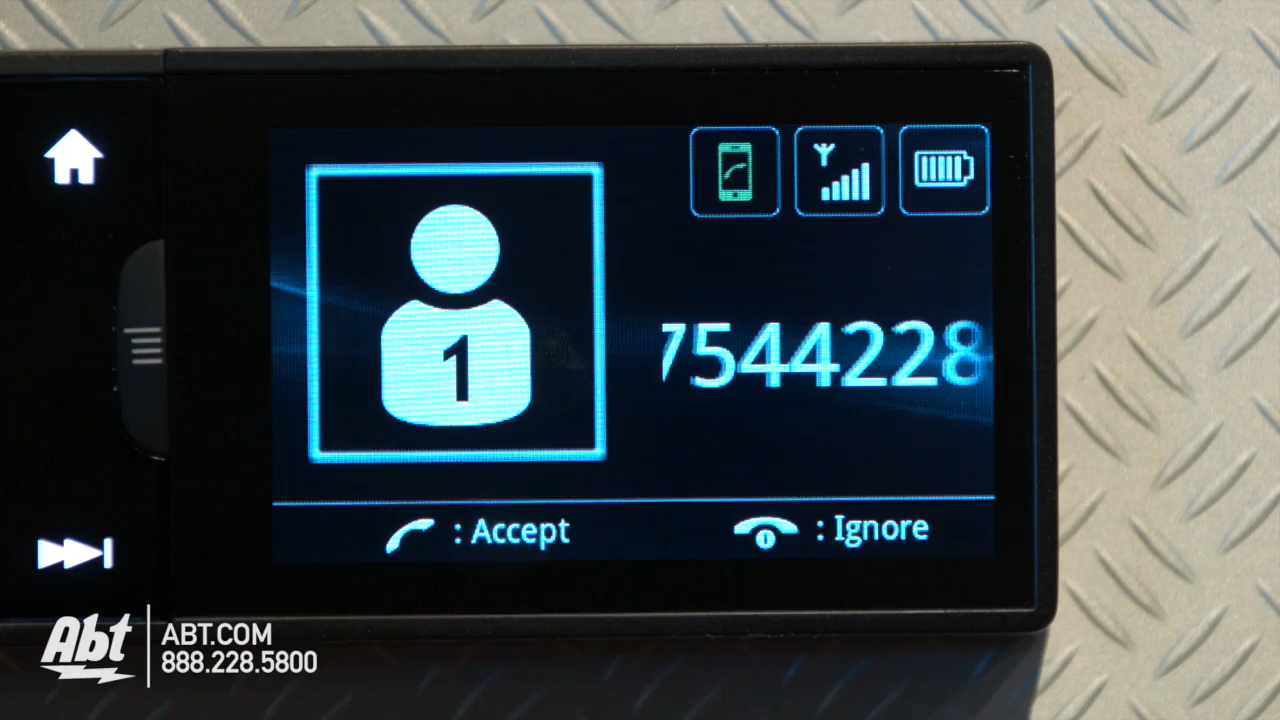 1
7544228
: Accept
: Ignore
Abt
ABT.COM
888.228.5800